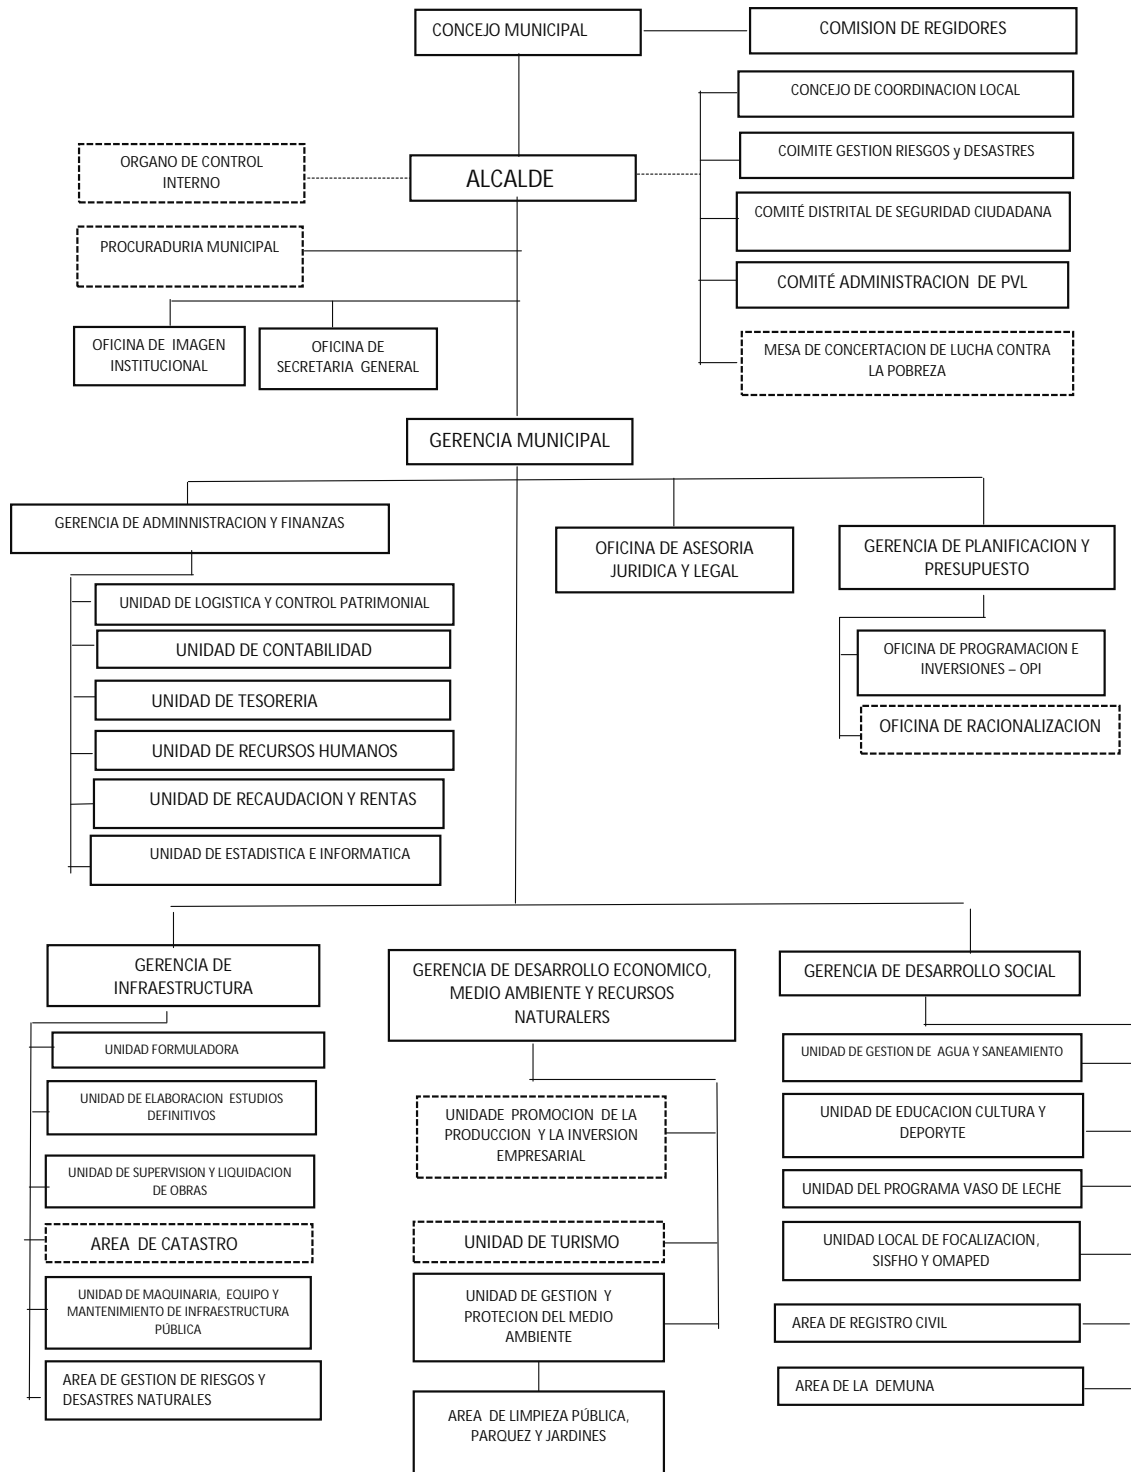 CONCEJO MUNICIPAL
COMISION DE REGIDORES
CONCEJO DE COORDINACION LOCAL
ORGANO DE CONTROL
INTERNO
ALCALDE
COIMITE GESTION RIESGOS y DESASTRES
COMITÉ DISTRITAL DE SEGURIDAD CIUDADANA
PROCURADURIA MUNICIPAL
COMITÉ ADMINISTRACION DE PVL
OFICINA DE IMAGEN
INSTITUCIONAL
OFICINA DE
SECRETARIA GENERAL
MESA DE CONCERTACION DE LUCHA CONTRA
LA POBREZA
GERENCIA MUNICIPAL
GERENCIA DE ADMINNISTRACION Y FINANZAS
OFICINA DE ASESORIA
JURIDICA Y LEGAL
GERENCIA DE PLANIFICACION Y
PRESUPUESTO
UNIDAD DE LOGISTICA Y CONTROL PATRIMONIAL
UNIDAD DE CONTABILIDAD
UNIDAD DE TESORERIA
UNIDAD DE RECURSOS HUMANOS
UNIDAD DE RECAUDACION Y RENTAS
UNIDAD DE ESTADISTICA E INFORMATICA
OFICINA DE PROGRAMACION E
INVERSIONES – OPI
OFICINA DE RACIONALIZACION
GERENCIA DE
INFRAESTRUCTURA
GERENCIA DE DESARROLLO ECONOMICO,
MEDIO AMBIENTE Y RECURSOS
NATURALERS
GERENCIA DE DESARROLLO SOCIAL
UNIDAD FORMULADORA
UNIDAD DE ELABORACION ESTUDIOS
DEFINITIVOS
UNIDAD DE SUPERVISION Y LIQUIDACION
DE OBRAS
AREA DE CATASTRO
UNIDAD DE MAQUINARIA, EQUIPO Y
MANTENIMIENTO DE INFRAESTRUCTURA
PÚBLICA
AREA DE GESTION DE RIESGOS Y
DESASTRES NATURALES
UNIDADE PROMOCION DE LA
PRODUCCION Y LA INVERSION
EMPRESARIAL
UNIDAD DE TURISMO
UNIDAD DE GESTION Y
PROTECION DEL MEDIO
AMBIENTE
AREA DE LIMPIEZA PÚBLICA,
PARQUEZ Y JARDINES
UNIDAD DE GESTION DE AGUA Y SANEAMIENTO
UNIDAD DE EDUCACION CULTURA Y
DEPORYTE
UNIDAD DEL PROGRAMA VASO DE LECHE
UNIDAD LOCAL DE FOCALIZACION,
SISFHO Y OMAPED
AREA DE REGISTRO CIVIL
AREA DE LA DEMUNA